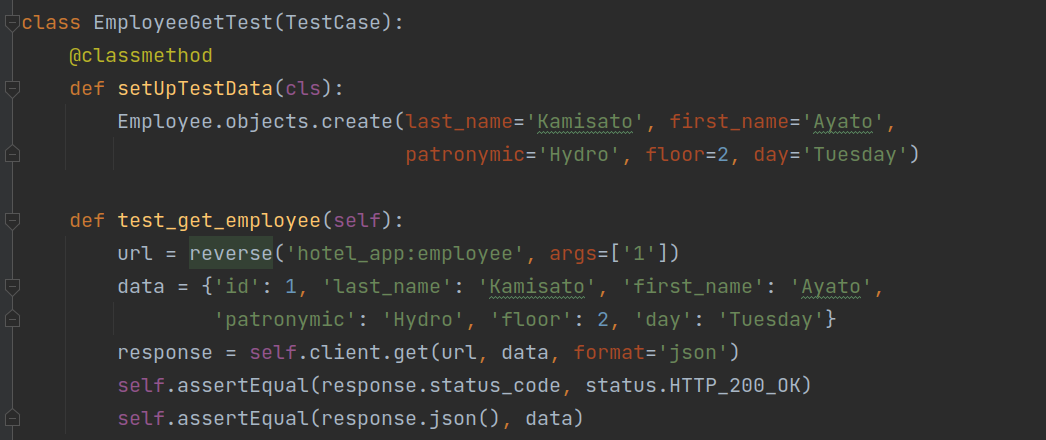 class EmployeeGetTest(TestCase):
    @classmethod
    def setUpTestData(cls):
        Employee.objects.create(last_name='Kamisato', first_name='Ayato',
                                patronymic='Hydro', floor=2, day='Tuesday')

    def test_get_employee(self):
        url = reverse('hotel_app:employee', args=['1'])
        data = {'id': 1, 'last_name': 'Kamisato', 'first_name': 'Ayato',
                'patronymic': 'Hydro', 'floor': 2, 'day': 'Tuesday'}
        response = self.client.get(url, data, format='json')
        self.assertEqual(response.status_code, status.HTTP_200_OK)
        self.assertEqual(response.json(), data)